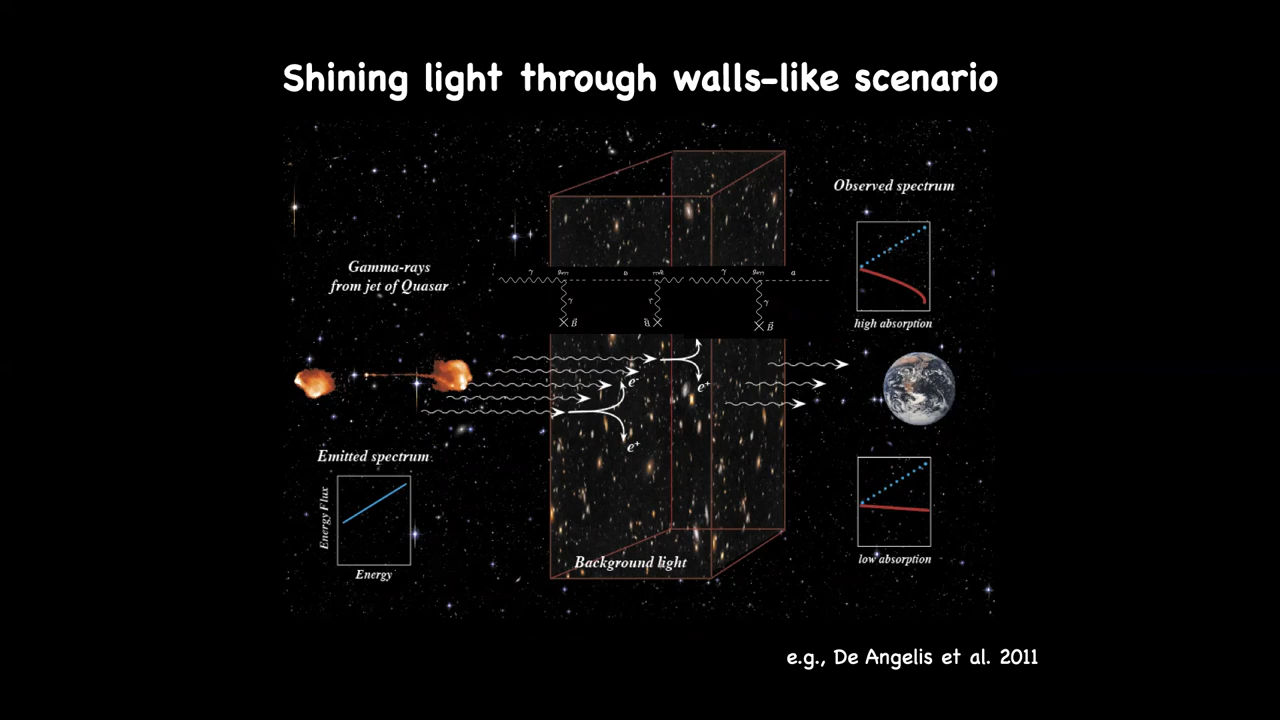 Shining light through walls-like scenario
Observed spectrum
Gamma-rays
from jet of Quasar
γ
a
γ
a
γ
γ
γ
B
B
B
high absorption
e⁻
e⁺
e⁺
Emitted spectrum
Energy Flux
Energy
Background light
low absorption
e.g., De Angelis et al. 2011